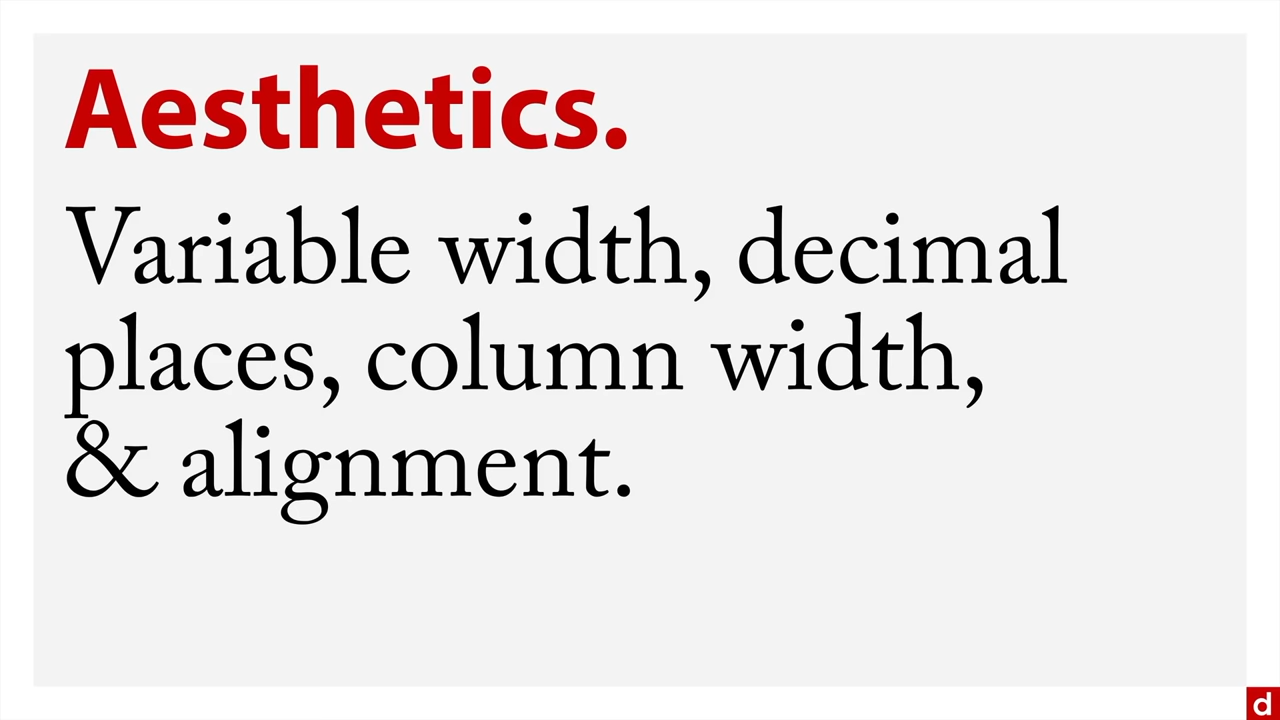 Aesthetics.
Variable width, decimal
places, column width,
& alignment.
d